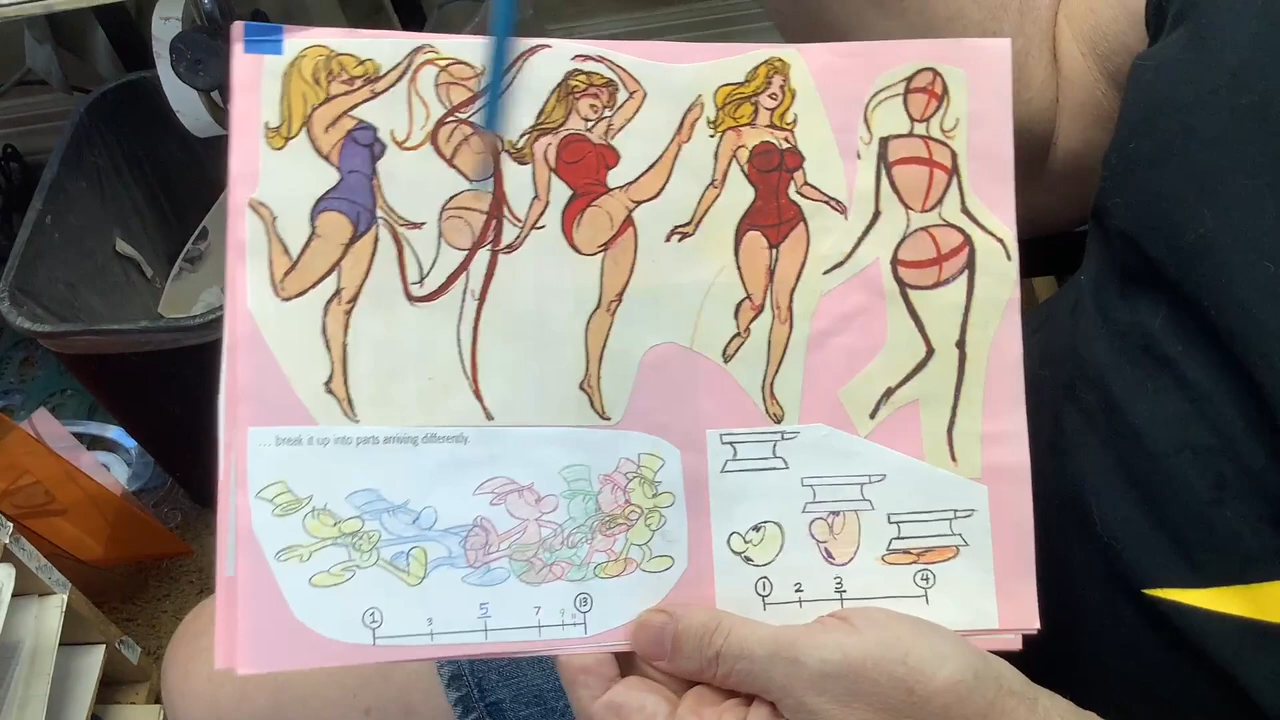 ... break it up into parts arriving differently.
1 3 5 7 9 11 13
1 2 3 4